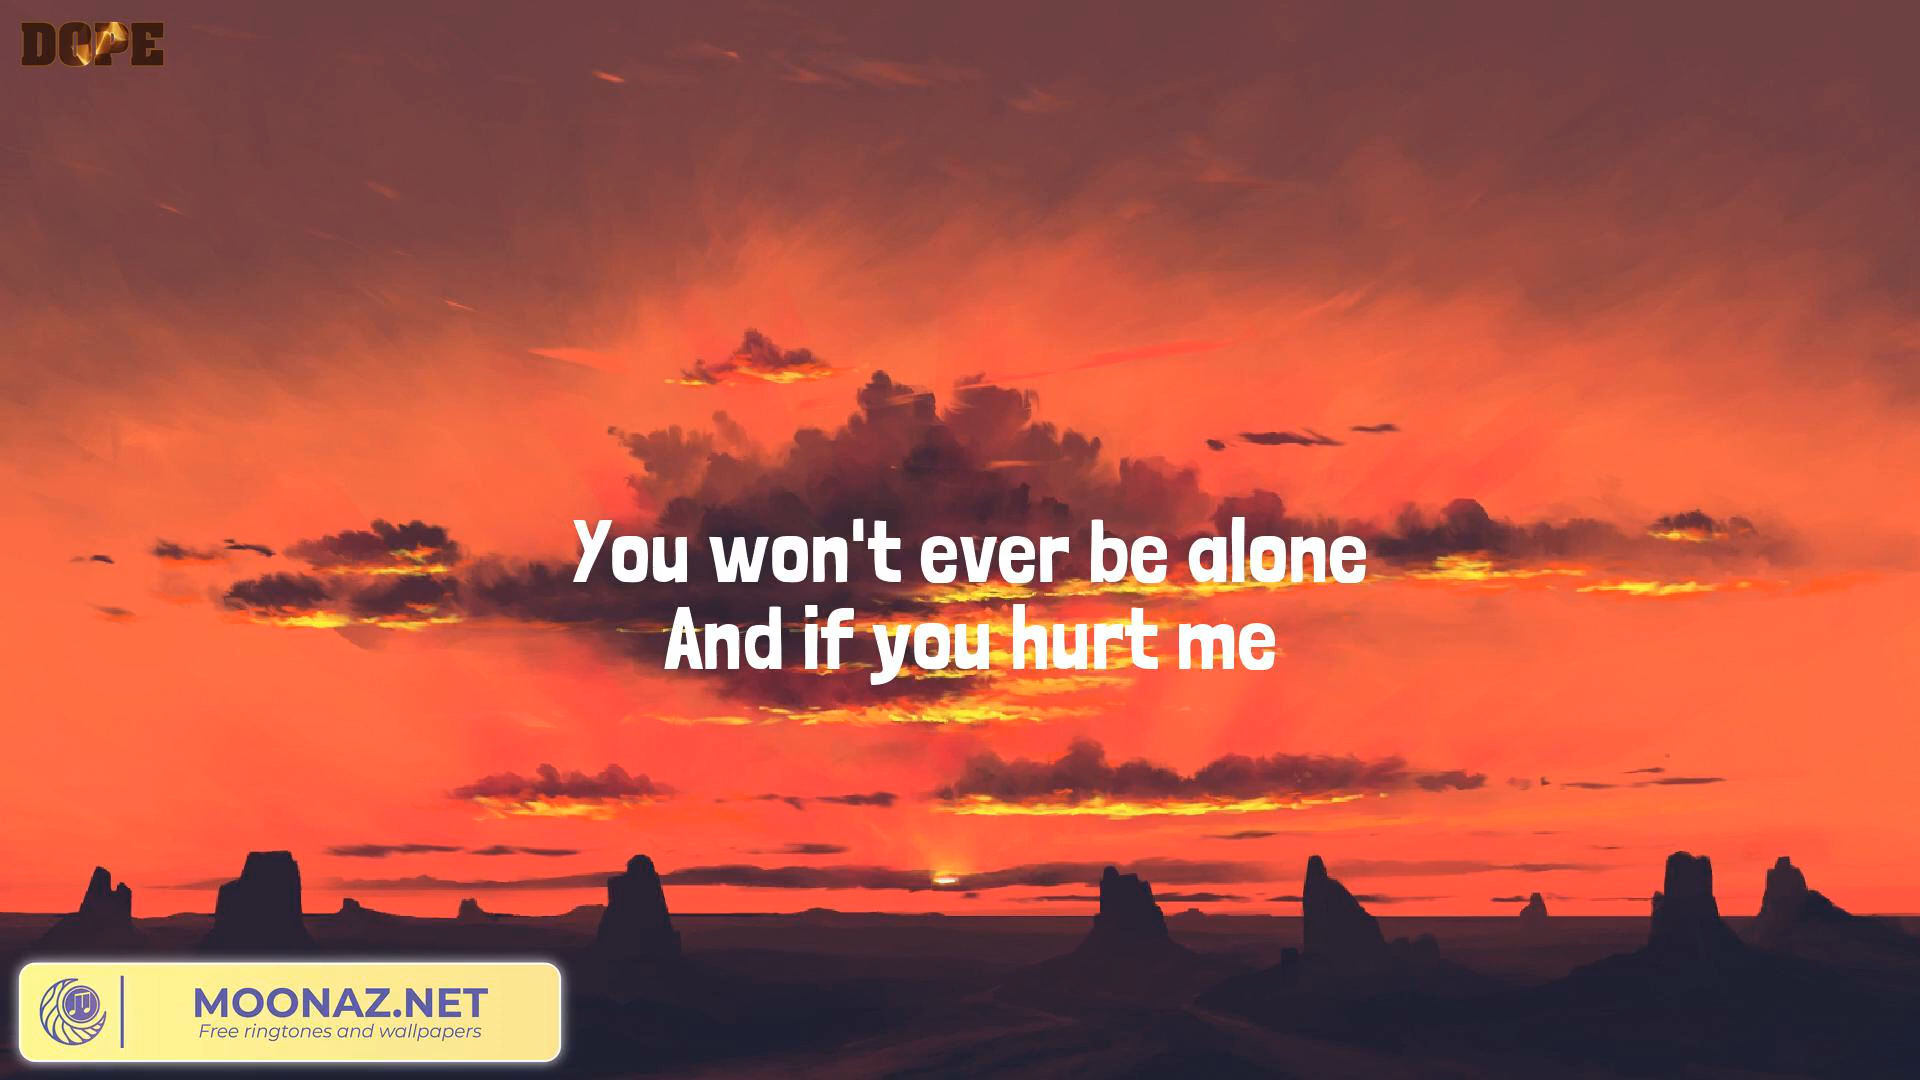 DOPE
You won't ever be alone
And if you hurt me
MOONAZ.NET
Free ringtones and wallpapers